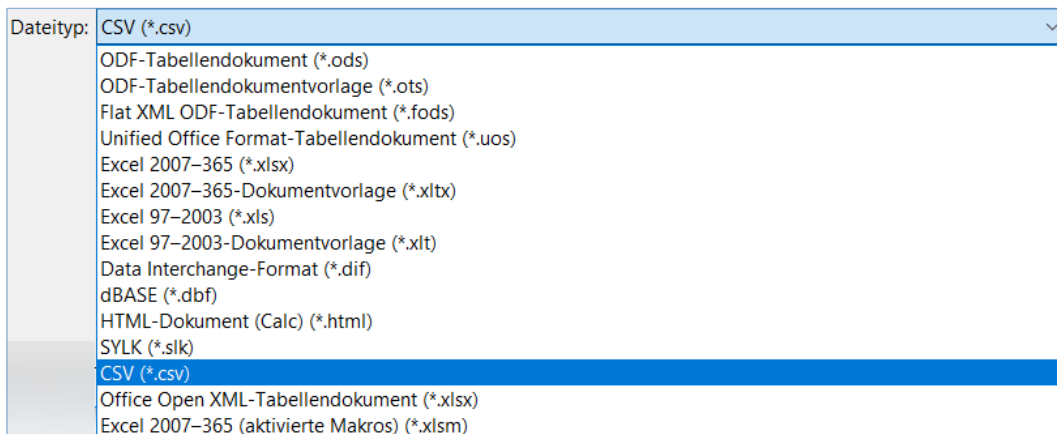 Dateityp: CSV (*.csv)
ODF-Tabellendokument (*.ods)
ODF-Tabellendokumentvorlage (*.ots)
Flat XML ODF-Tabellendokument (*.fods)
Unified Office Format-Tabellendokument (*.uos)
Excel 2007–365 (*.xlsx)
Excel 2007–365-Dokumentvorlage (*.xltx)
Excel 97–2003 (*.xls)
Excel 97–2003-Dokumentvorlage (*.xlt)
Data Interchange-Format (*.dif)
dBASE (*.dbf)
HTML-Dokument (Calc) (*.html)
SYLK (*.slk)
CSV (*.csv)
Office Open XML-Tabellendokument (*.xlsx)
Excel 2007–365 (aktivierte Makros) (*.xlsm)